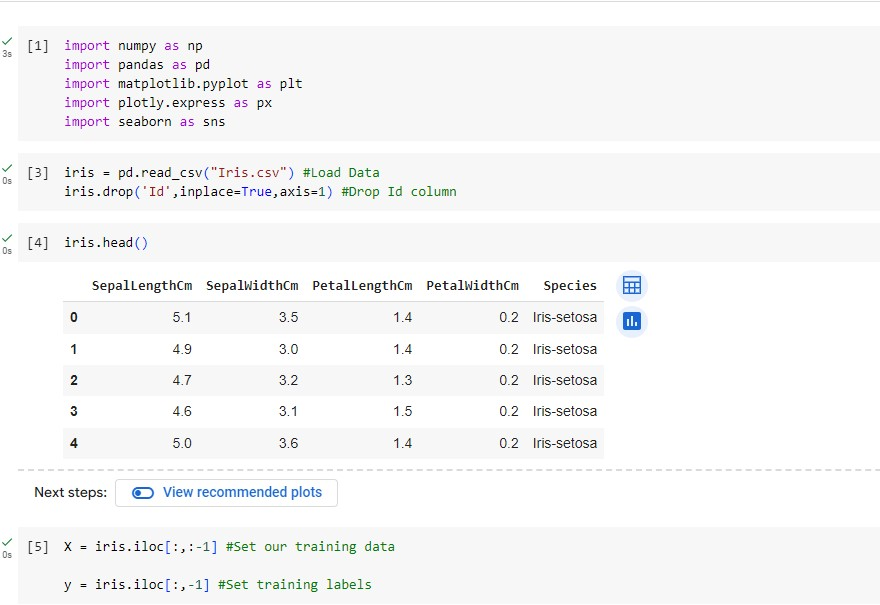 [1] import numpy as np
import pandas as pd
import matplotlib.pyplot as plt
import plotly.express as px
import seaborn as sns
3s
[3] iris = pd.read_csv("Iris.csv") #Load Data
0s
iris.drop('Id',inplace=True,axis=1) #Drop Id column
[4] iris.head()
0s
SepalLengthCm SepalWidthCm PetalLengthCm PetalWidthCm Species
0 5.1 3.5 1.4 0.2 Iris-setosa
1 4.9 3.0 1.4 0.2 Iris-setosa
2 4.7 3.2 1.3 0.2 Iris-setosa
3 4.6 3.1 1.5 0.2 Iris-setosa
4 5.0 3.6 1.4 0.2 Iris-setosa
Next steps: View recommended plots
[5] X = iris.iloc[:,:-1] #Set our training data
0s
y = iris.iloc[:,-1] #Set training labels